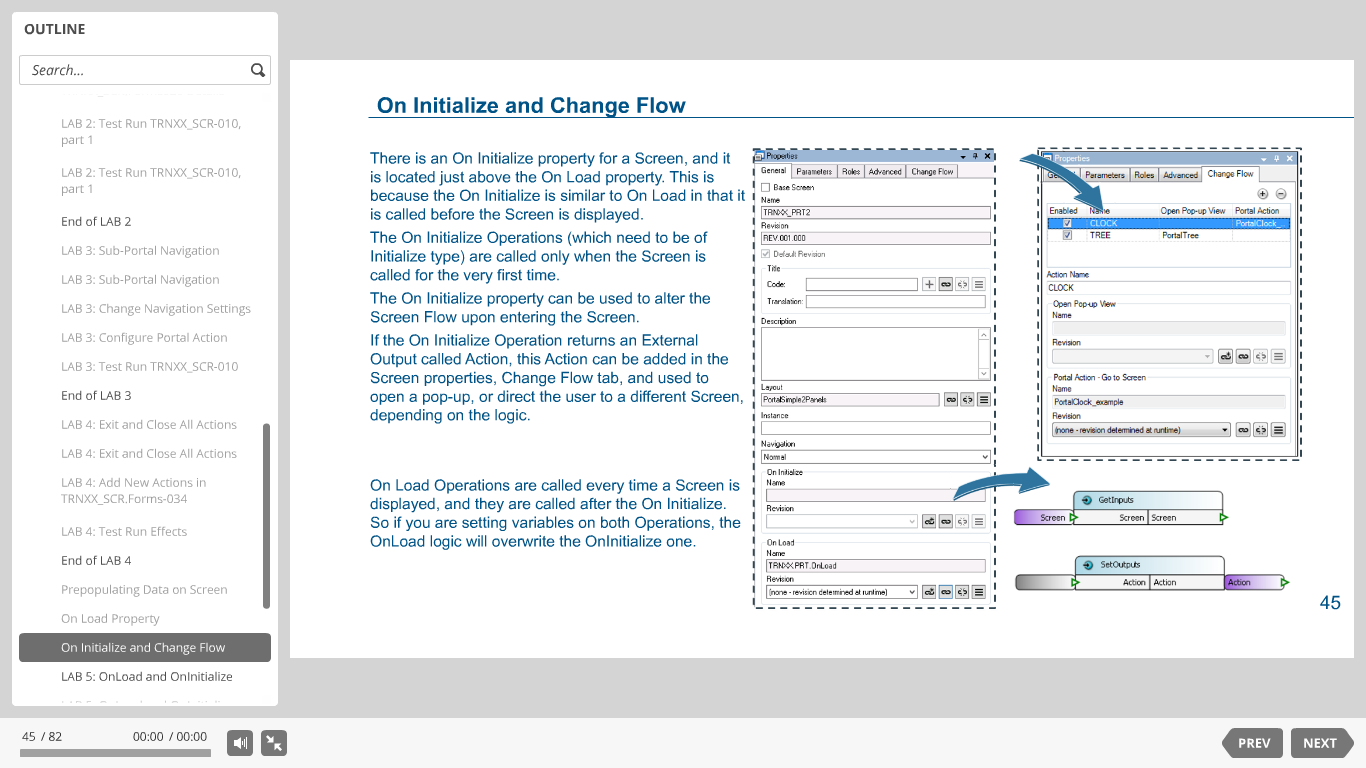 OUTLINE
Search...
LAB 2: Test Run TRNXX_SCR-010,
part 1
LAB 2: Test Run TRNXX_SCR-010,
part 1
End of LAB 2
LAB 3: Sub-Portal Navigation
LAB 3: Sub-Portal Navigation
LAB 3: Change Navigation Settings
LAB 3: Configure Portal Action
LAB 3: Test Run TRNXX_SCR-010
End of LAB 3
LAB 4: Exit and Close All Actions
LAB 4: Exit and Close All Actions
LAB 4: Add New Actions in
TRNXX_SCR.Forms-034
LAB 4: Test Run Effects
End of LAB 4
Prepopulating Data on Screen
On Load Property
On Initialize and Change Flow
LAB 5: OnLoad and OnInitialize
On Initialize and Change Flow
There is an On Initialize property for a Screen, and it
is located just above the On Load property. This is
because the On Initialize is similar to On Load in that it
is called before the Screen is displayed.
The On Initialize Operations (which need to be of
Initialize type) are called only when the Screen is
called for the very first time.
The On Initialize property can be used to alter the
Screen Flow upon entering the Screen.
If the On Initialize Operation returns an External
Output called Action, this Action can be added in the
Screen properties, Change Flow tab, and used to
open a pop-up, or direct the user to a different Screen,
depending on the logic.
On Load Operations are called every time a Screen is
displayed, and they are called after the On Initialize.
So if you are setting variables on both Operations, the
OnLoad logic will overwrite the OnInitialize one.
Properties
General Parameters Roles Advanced Change Flow
Base Screen
Name
TRNXX_PRT2
Revision
REV.001.000
Default Revision
Title
Code:
Translation:
Description
Layout
PortalSimple2Panels
Instance
Navigation
Normal
On Initialize
Name
Revision
On Load
Name
TRNXX.PRT.OnLoad
Revision
(none - revision determined at runtime)
Properties
Parameters Roles Advanced Change Flow
Enabled Name Open Pop-up View Portal Action
CLOCK PortalClock_...
TREE PortalTree
Action Name
CLOCK
Open Pop-up View
Name
Revision
Portal Action - Go to Screen
Name
PortalClock_example
Revision
(none - revision determined at runtime)
GetInputs
Screen Screen Screen
SetOutputs
Action Action Action
45
45 / 82 00:00 / 00:00
PREV NEXT